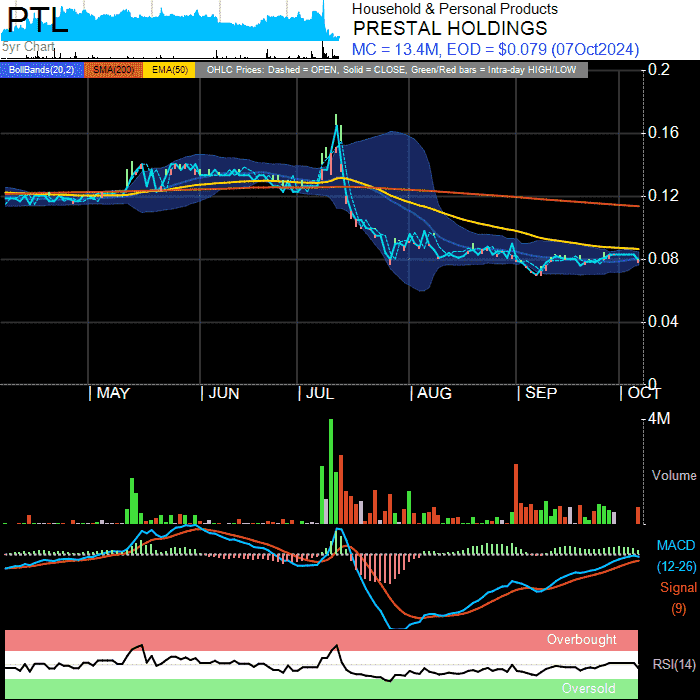 PTL
5yr Chart
Household & Personal Products
PRESTAL HOLDINGS
MC = 13.4M, EOD = $0.079 (07Oct2024)
BollBands(20,2) SMA(200) EMA(50) OHLC Prices: Dashed = OPEN, Solid = CLOSE, Green/Red bars = Intra-day HIGH/LOW
0.2
0.16
0.12
0.08
0.04
0
MAY JUN JUL AUG SEP OCT
4M
Volume
MACD
(12-26)
Signal
(9)
Overbought
RSI(14)
Oversold